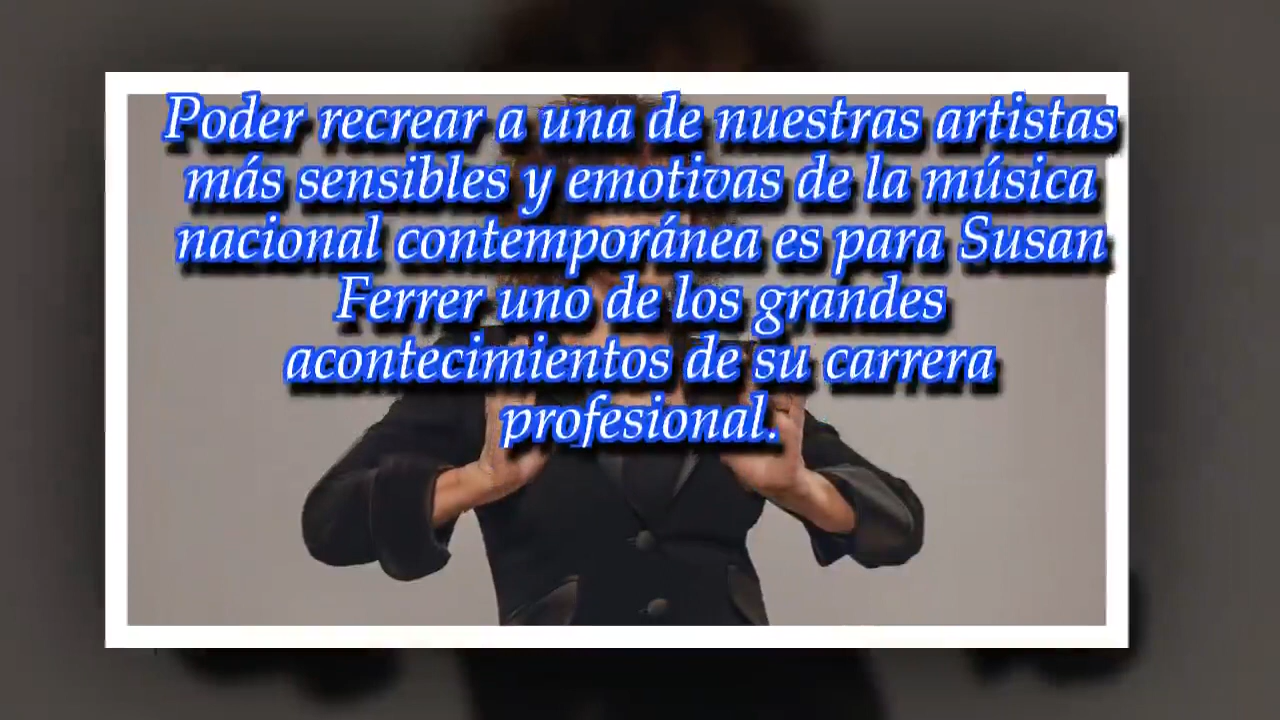 Poder recrear a una de nuestras artistas
más sensibles y emotivas de la música
nacional contemporánea es para Susan
Ferrer uno de los grandes
acontecimientos de su carrera
profesional.